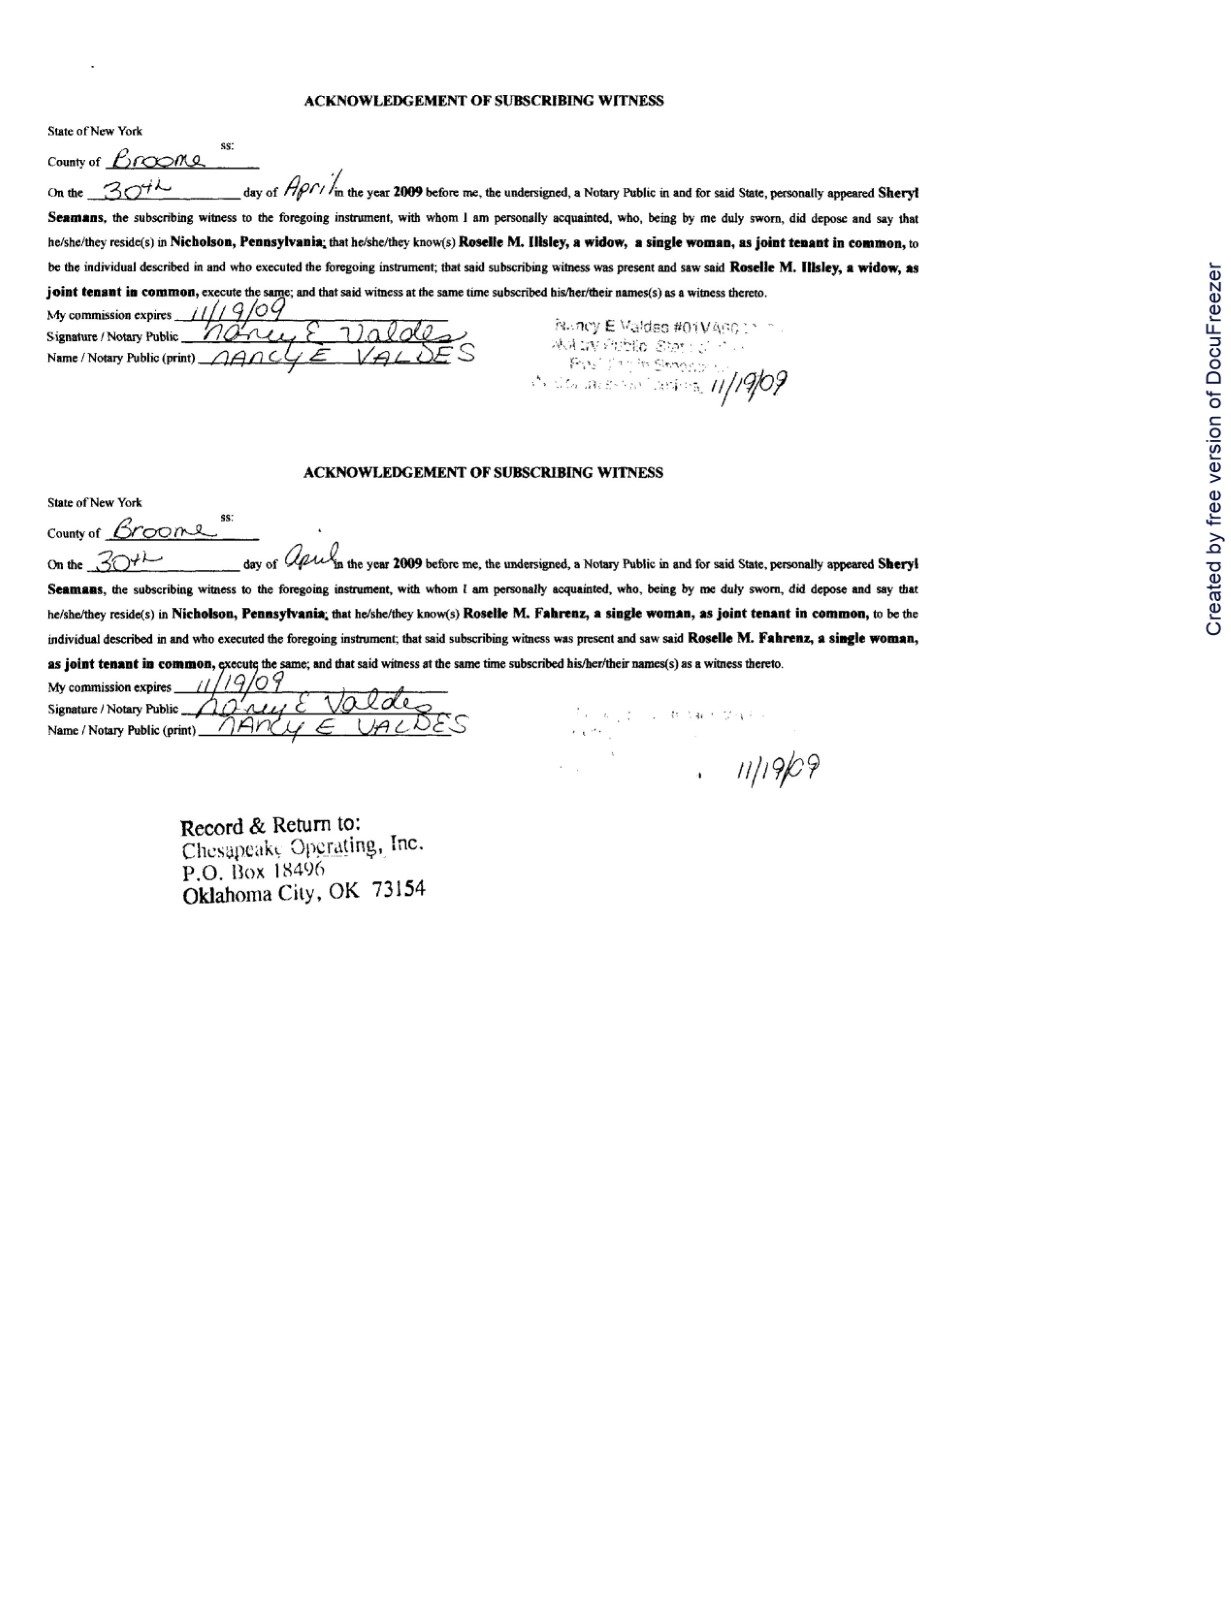 ACKNOWLEDGEMENT OF SUBSCRIBING WITNESS
State of New York
ss:
County of Broome
On the 30th day of April in the year 2009 before me, the undersigned, a Notary Public in and for said State, personally appeared Sheryl
Seamans, the subscribing witness to the foregoing instrument, with whom I am personally acquainted, who, being by me duly sworn, did depose and say that
he/she/they reside(s) in Nicholson, Pennsylvania; that he/she/they know(s) Roselle M. Illsley, a widow, a single woman, as joint tenant in common, to
be the individual described in and who executed the foregoing instrument; that said subscribing witness was present and saw said Roselle M. Illsley, a widow, as
joint tenant in common, execute the same; and that said witness at the same time subscribed his/her/their names(s) as a witness thereto.
My commission expires 11/19/09
Signature / Notary Public Nancy E Valdes
Name / Notary Public (print) NANCY E VALDES
Nancy E Valdes
Notary Public
11/19/09
ACKNOWLEDGEMENT OF SUBSCRIBING WITNESS
State of New York
ss:
County of Broome
On the 30th day of April in the year 2009 before me, the undersigned, a Notary Public in and for said State, personally appeared Sheryl
Seamans, the subscribing witness to the foregoing instrument, with whom I am personally acquainted, who, being by me duly sworn, did depose and say that
he/she/they reside(s) in Nicholson, Pennsylvania; that he/she/they know(s) Roselle M. Fahrenz, a single woman, as joint tenant in common, to be the
individual described in and who executed the foregoing instrument; that said subscribing witness was present and saw said Roselle M. Fahrenz, a single woman,
as joint tenant in common, execute the same; and that said witness at the same time subscribed his/her/their names(s) as a witness thereto.
My commission expires 11/19/09
Signature / Notary Public Nancy E Valdes
Name / Notary Public (print) NANCY E VALDES
11/19/09
Record & Return to:
Chesapeake Operating, Inc.
P.O. Box 18496
Oklahoma City, OK 73154
Created by free version of DocuFreezer